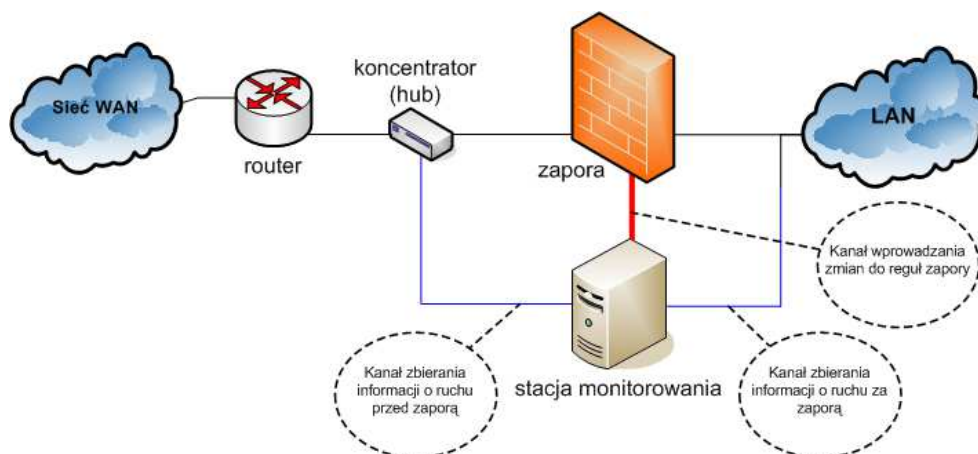 Sieć WAN
router
koncentrator
(hub)
zapora
LAN
Kanał wprowadzania
zmian do reguł zapory
stacja monitorowania
Kanał zbierania
informacji o ruchu
przed zaporą
Kanał zbierania
informacji o ruchu za
zaporą